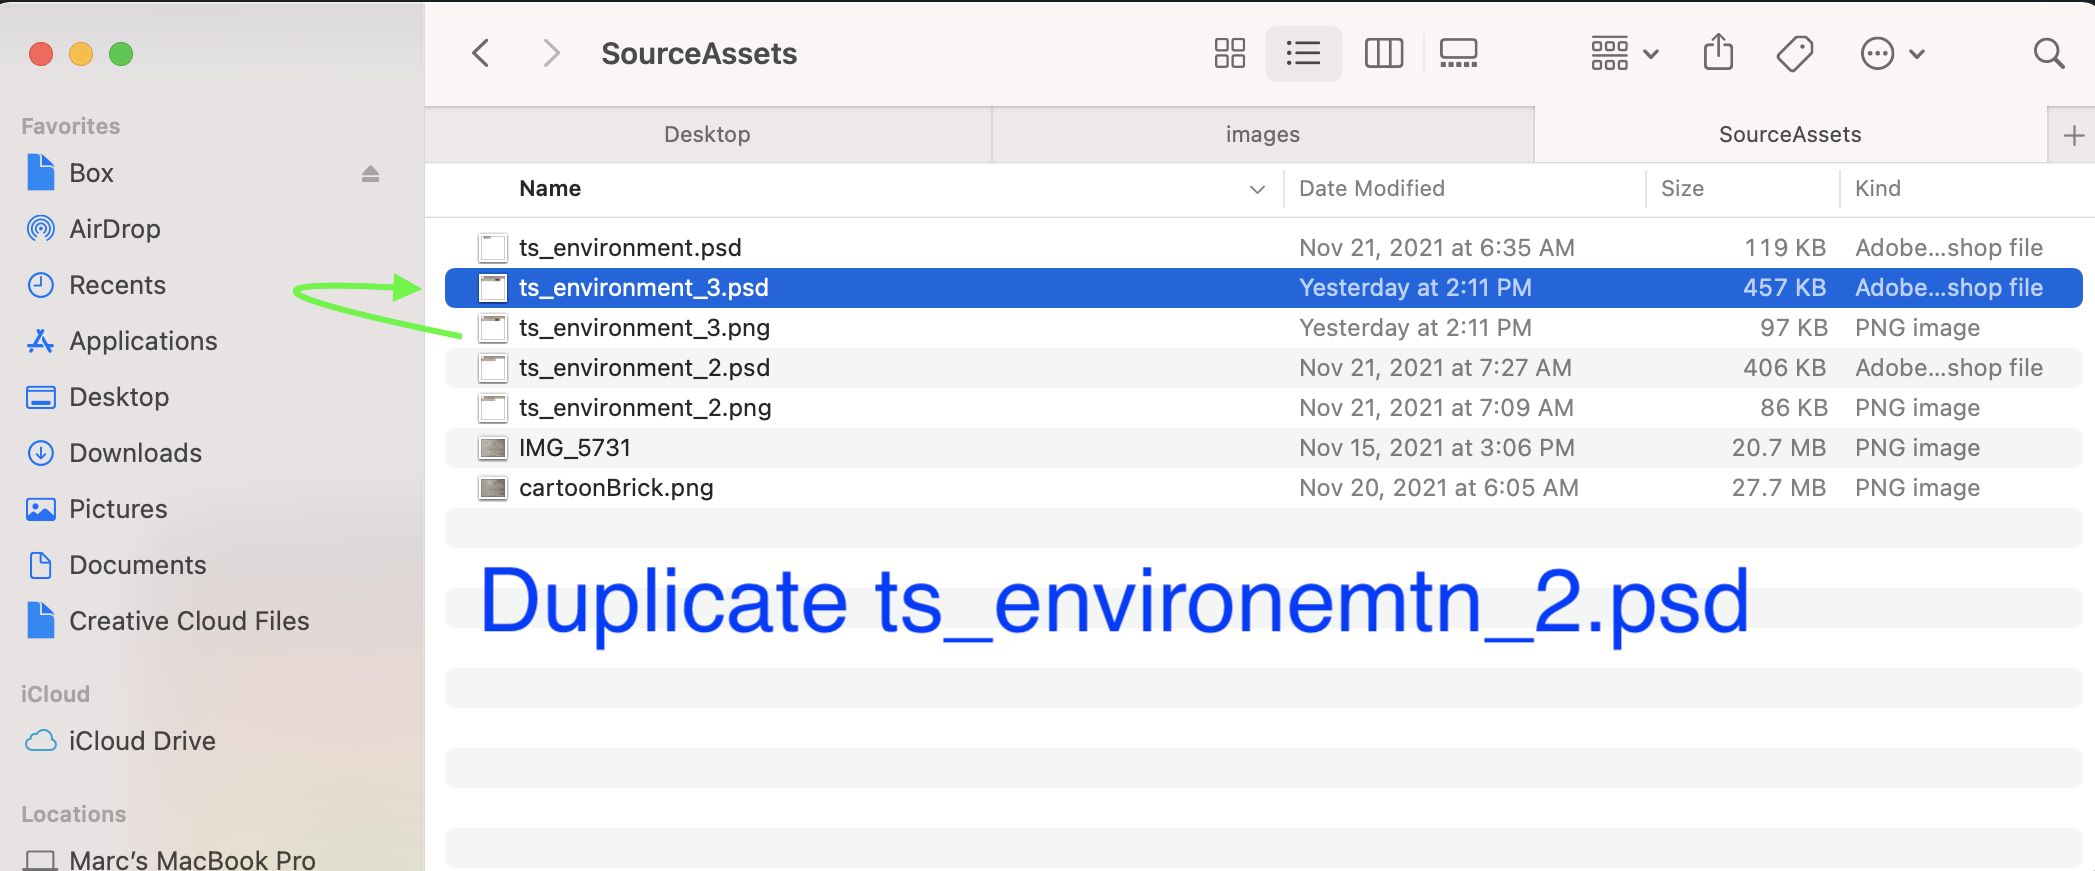 SourceAssets
Favorites
Box
AirDrop
Recents
Applications
Desktop
Downloads
Pictures
Documents
Creative Cloud Files
iCloud
iCloud Drive
Locations
Marc’s MacBook Pro
Desktop images SourceAssets
Name Date Modified Size Kind
ts_environment.psd Nov 21, 2021 at 6:35 AM 119 KB Adobe...shop file
ts_environment_3.psd Yesterday at 2:11 PM 457 KB Adobe...shop file
ts_environment_3.png Yesterday at 2:11 PM 97 KB PNG image
ts_environment_2.psd Nov 21, 2021 at 7:27 AM 406 KB Adobe...shop file
ts_environment_2.png Nov 21, 2021 at 7:09 AM 86 KB PNG image
IMG_5731 Nov 15, 2021 at 3:06 PM 20.7 MB PNG image
cartoonBrick.png Nov 20, 2021 at 6:05 AM 27.7 MB PNG image
Duplicate ts_environemtn_2.psd